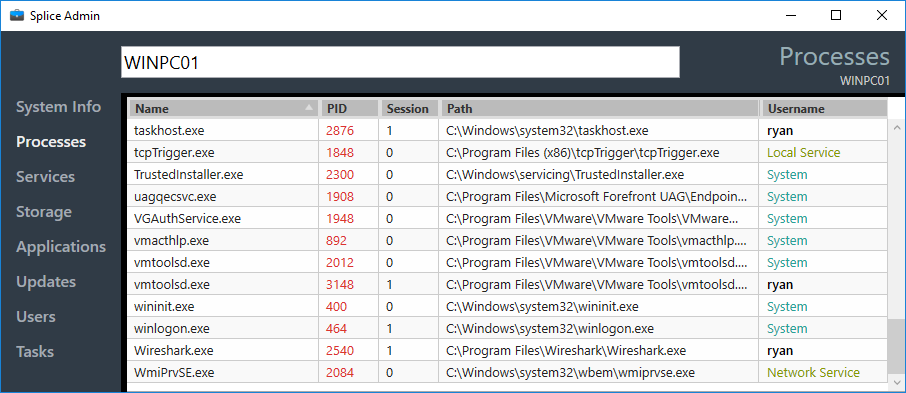 Splice Admin
WINPC01
Processes
WINPC01
System Info
Processes
Services
Storage
Applications
Updates
Users
Tasks
Name PID Session Path Username
taskhost.exe 2876 1 C:\Windows\system32\taskhost.exe ryan
tcpTrigger.exe 1848 0 C:\Program Files (x86)\tcpTrigger\tcpTrigger.exe Local Service
TrustedInstaller.exe 2300 0 C:\Windows\servicing\TrustedInstaller.exe System
uagqecsvc.exe 1908 0 C:\Program Files\Microsoft Forefront UAG\Endpoin... System
VGAuthService.exe 1948 0 C:\Program Files\VMware\VMware Tools\VMware... System
vmacthlp.exe 892 0 C:\Program Files\VMware\VMware Tools\vmacthlp.... System
vmtoolsd.exe 2012 0 C:\Program Files\VMware\VMware Tools\vmtoolsd.... System
vmtoolsd.exe 3148 1 C:\Program Files\VMware\VMware Tools\vmtoolsd.... ryan
wininit.exe 400 0 C:\Windows\system32\wininit.exe System
winlogon.exe 464 1 C:\Windows\system32\winlogon.exe System
Wireshark.exe 2540 1 C:\Program Files\Wireshark\Wireshark.exe ryan
WmiPrvSE.exe 2084 0 C:\Windows\system32\wbem\wmiprvse.exe Network Service